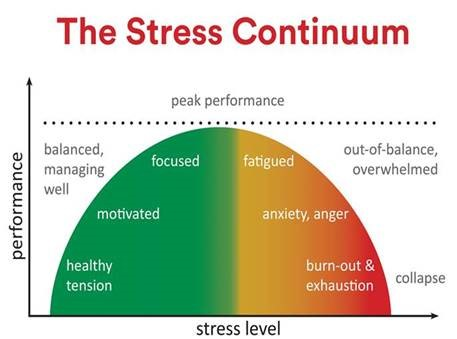 The Stress Continuum
peak performance
balanced,
managing
well
focused
fatigued
out-of-balance,
overwhelmed
motivated
anxiety, anger
healthy
tension
burn-out &
exhaustion
collapse
performance
stress level